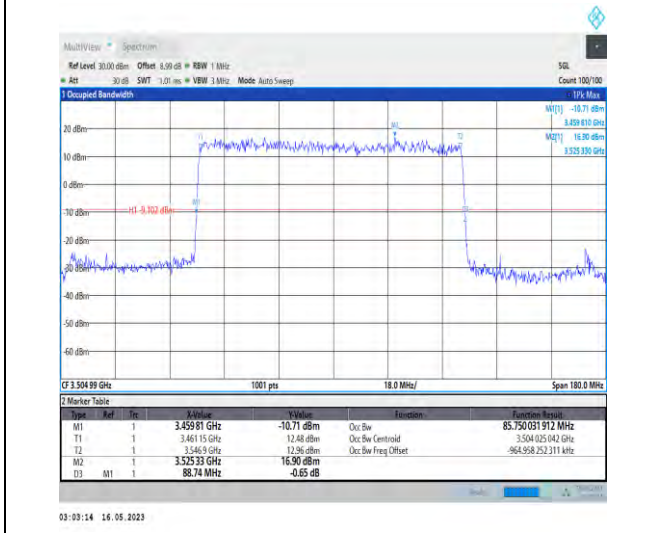 MultiView Spectrum
Ref Level 30.00 dBm Offset 8.99 dB RBW 1 MHz SGL
Att 30 dB SWT 1.01 ms VBW 3 MHz Mode Auto Sweep Count 100/100
1 Occupied Bandwidth 1Pk Max
M1[1] -10.71 dBm
3.459 810 GHz
M2[1] 16.90 dBm
3.525 330 GHz
20 dBm
M2
T1 T2
10 dBm
0 dBm
M1
-10 dBm H1 -9.102 dBm
-20 dBm
-30 dBm
-40 dBm
-50 dBm
-60 dBm
CF 3.504 99 GHz 1001 pts 18.0 MHz/ Span 180.0 MHz
2 Marker Table
Type Ref Trc X-Value Y-Value Function Function Result
M1 1 3.459 81 GHz -10.71 dBm Occ Bw 85.750 031 912 MHz
T1 1 3.461 15 GHz 12.48 dBm Occ Bw Centroid 3.504 025 042 GHz
T2 1 3.546 9 GHz 12.96 dBm Occ Bw Freq Offset -964.958 252 311 kHz
M2 1 3.525 33 GHz 16.90 dBm
D3 M1 1 88.74 MHz -0.65 dB
03:03:14 16.05.2023